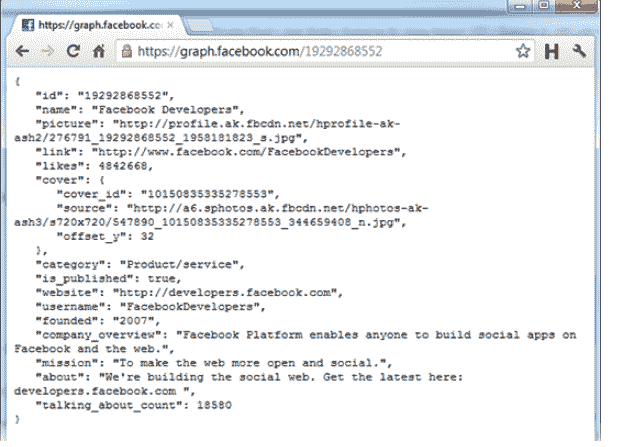 https://graph.facebook.co
https://graph.facebook.com/19292868552
{
"id": "19292868552",
"name": "Facebook Developers",
"picture": "http://profile.ak.fbcdn.net/hprofile-ak-
ash2/276791_19292868552_1958181823_s.jpg",
"link": "http://www.facebook.com/FacebookDevelopers",
"likes": 4842668,
"cover": {
"cover_id": "10150835335278553",
"source": "http://a6.sphotos.ak.fbcdn.net/hphotos-ak-
ash3/s720x720/547890_10150835335278553_344659408_n.jpg",
"offset_y": 32
},
"category": "Product/service",
"is_published": true,
"website": "http://developers.facebook.com",
"username": "FacebookDevelopers",
"founded": "2007",
"company_overview": "Facebook Platform enables anyone to build social apps on
Facebook and the web.",
"mission": "To make the web more open and social.",
"about": "We're building the social web. Get the latest here:
developers.facebook.com ",
"talking_about_count": 18580
}